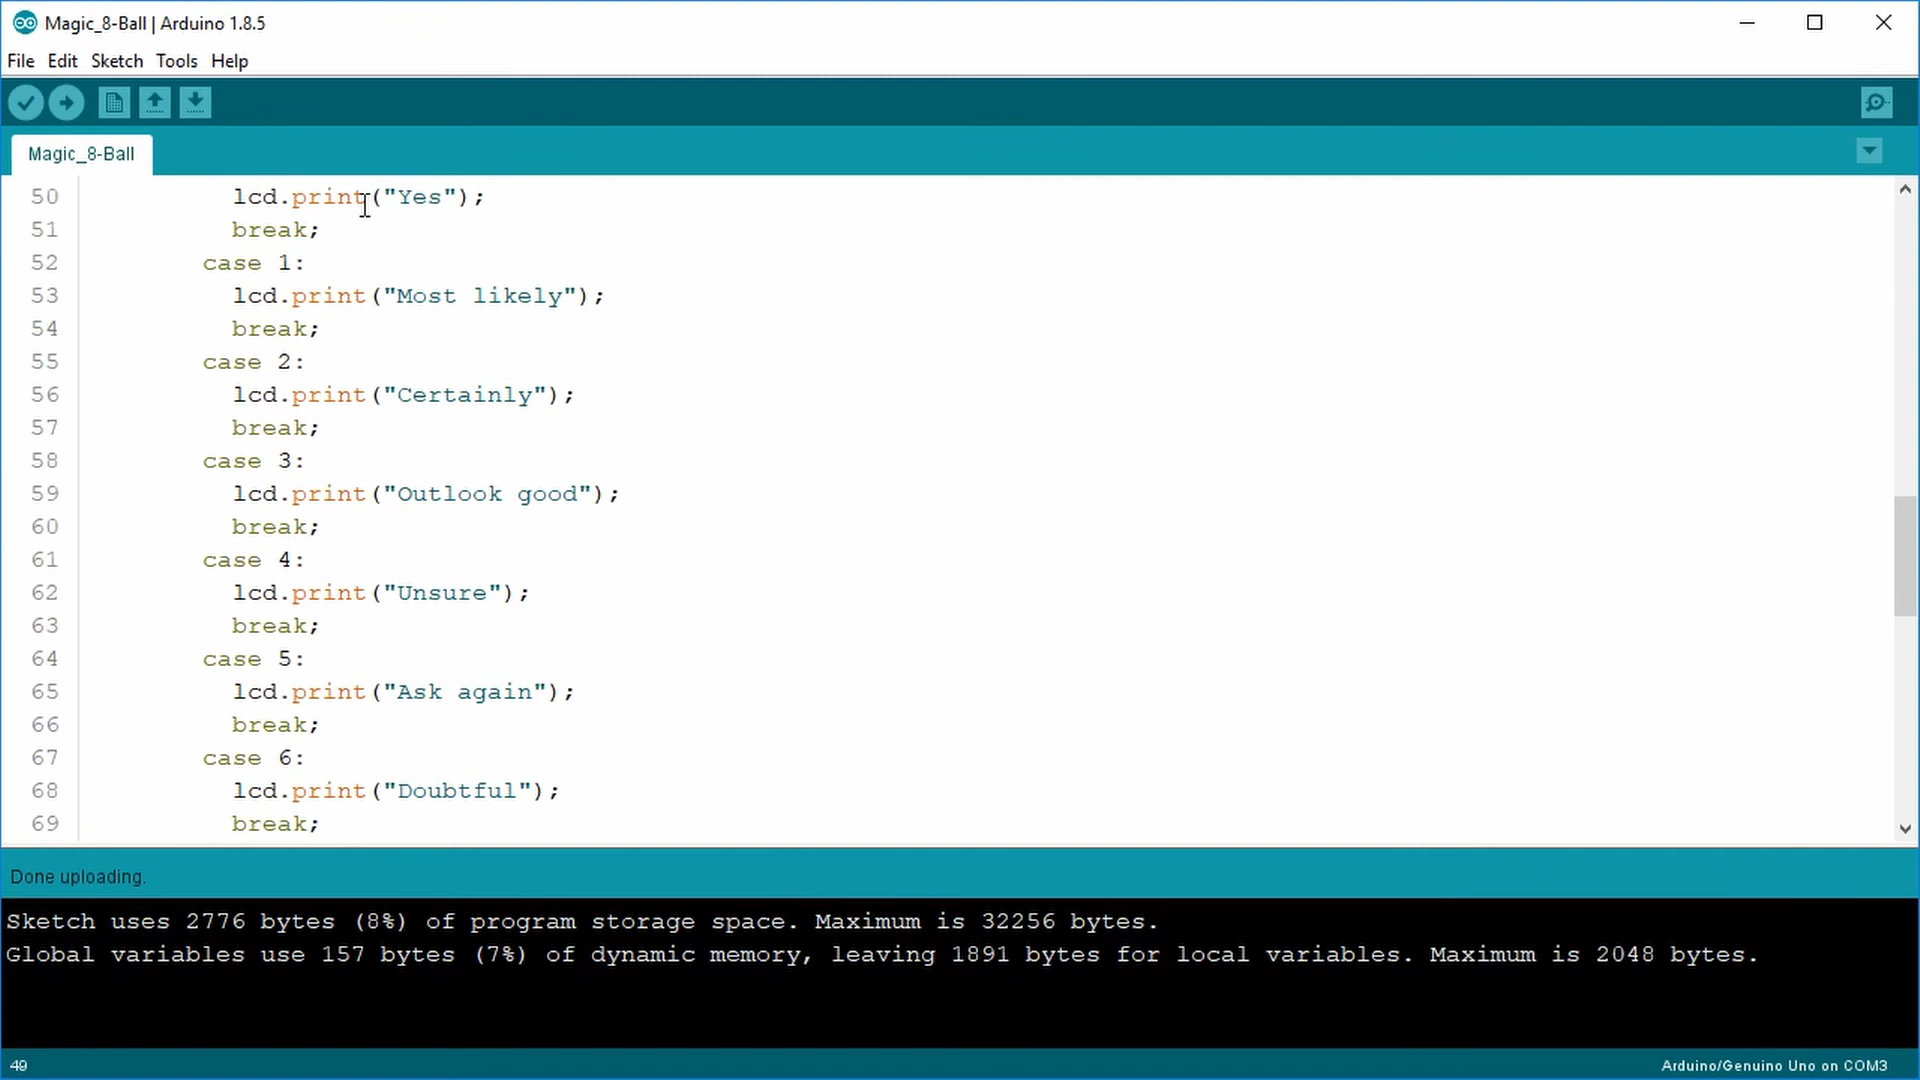 Magic_8-Ball | Arduino 1.8.5
File Edit Sketch Tools Help
Magic_8-Ball
50 lcd.print("Yes");
51 break;
52 case 1:
53 lcd.print("Most likely");
54 break;
55 case 2:
56 lcd.print("Certainly");
57 break;
58 case 3:
59 lcd.print("Outlook good");
60 break;
61 case 4:
62 lcd.print("Unsure");
63 break;
64 case 5:
65 lcd.print("Ask again");
66 break;
67 case 6:
68 lcd.print("Doubtful");
69 break;
Done uploading.
Sketch uses 2776 bytes (8%) of program storage space. Maximum is 32256 bytes.
Global variables use 157 bytes (7%) of dynamic memory, leaving 1891 bytes for local variables. Maximum is 2048 bytes.
49 Arduino/Genuino Uno on COM3